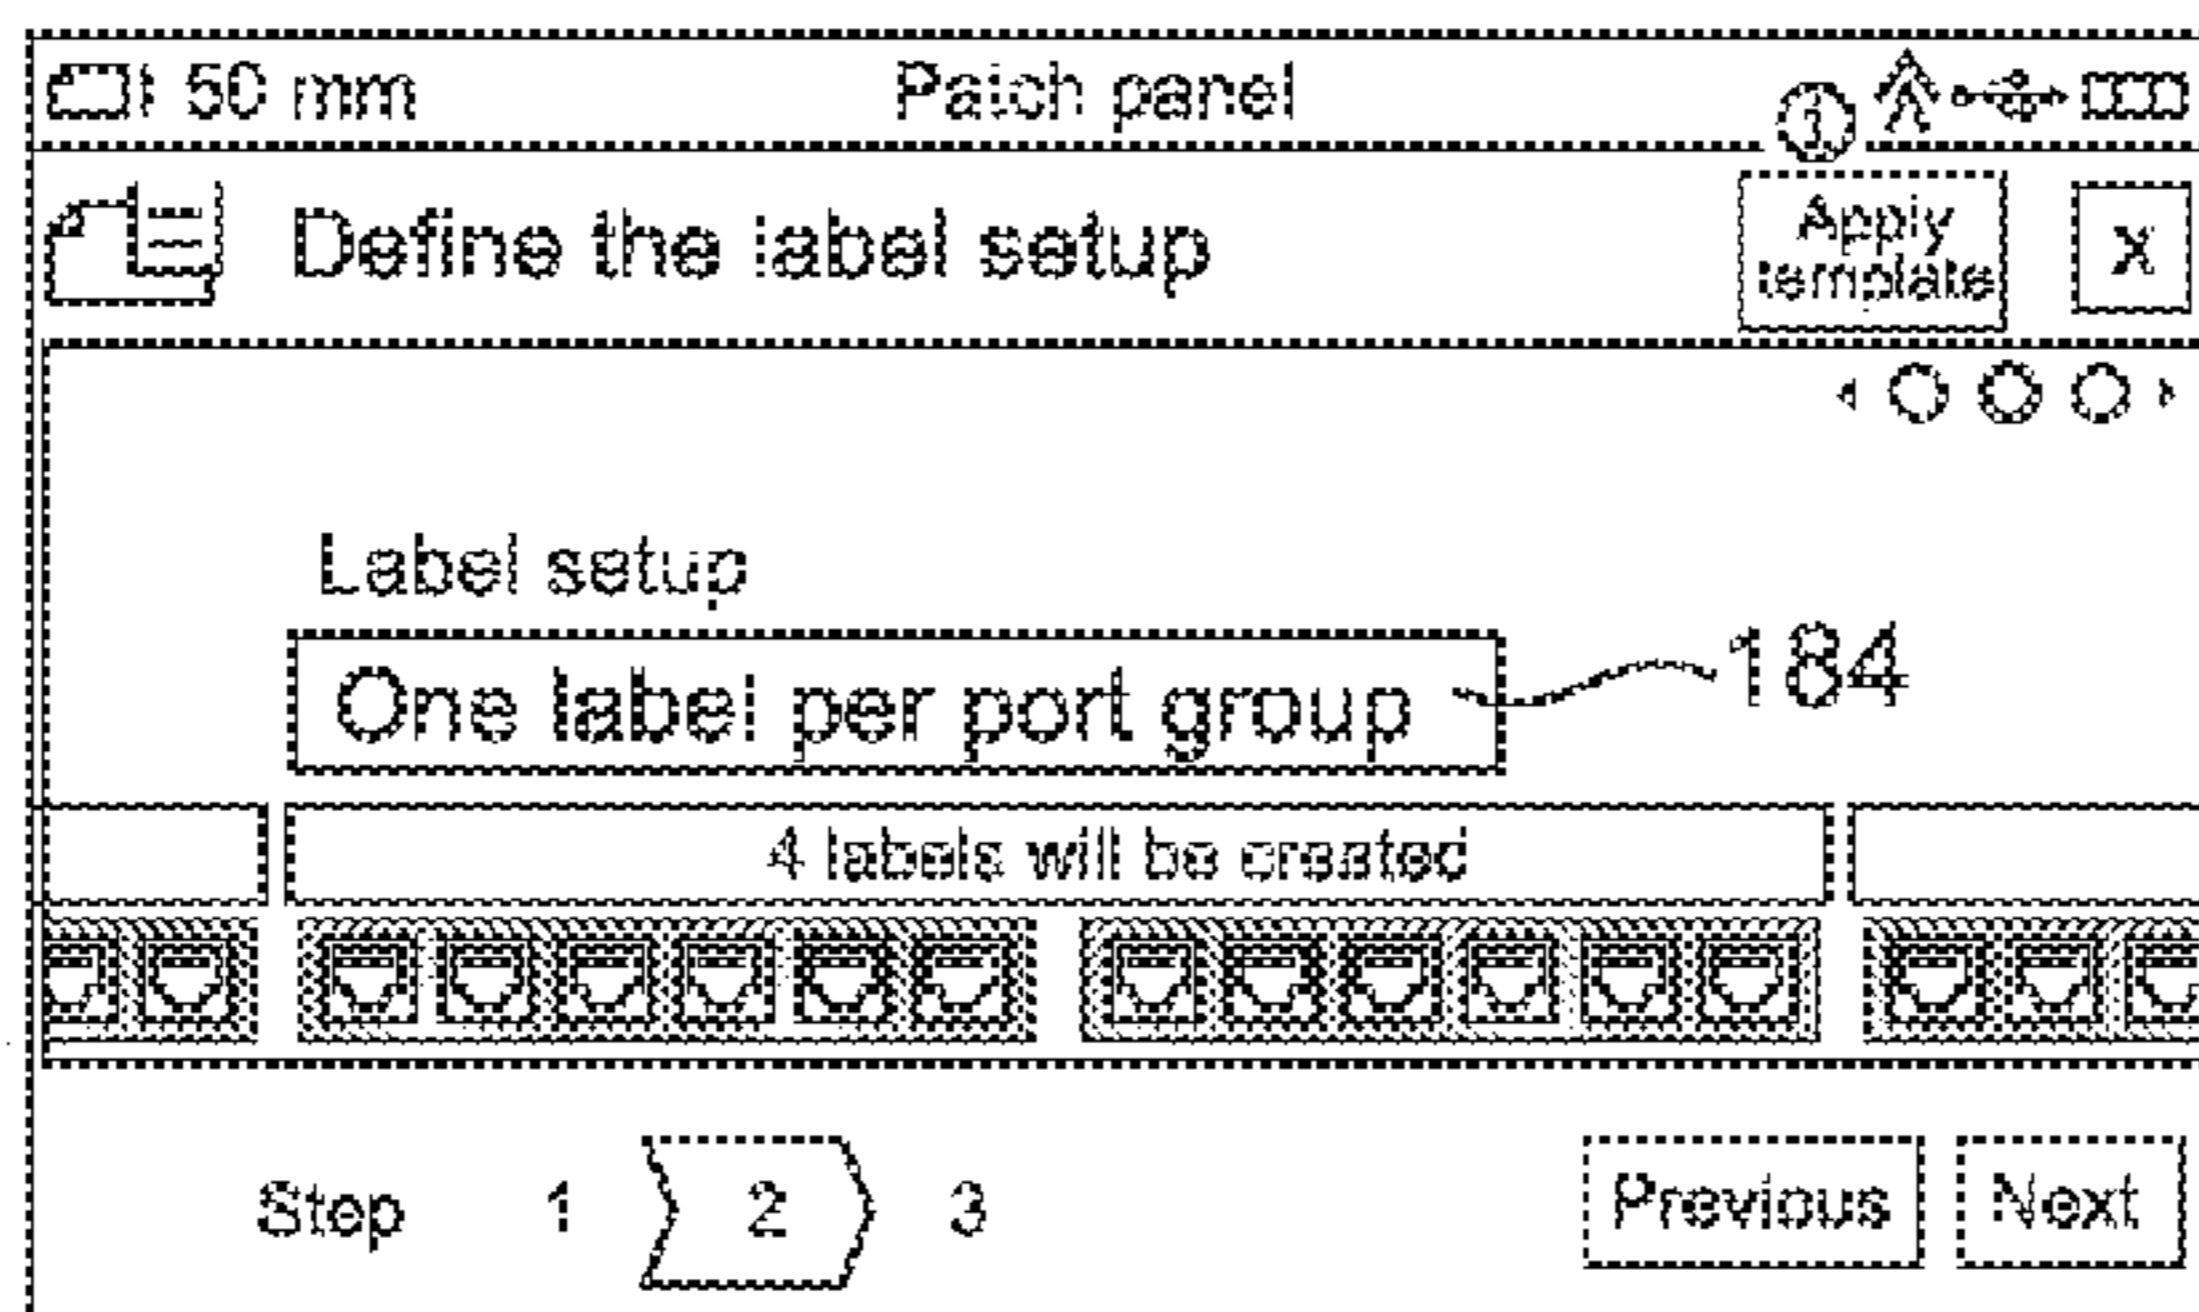 50 mm Patch panel
Define the label setup
Apply
template
X
Label setup
One label per port group
184
4 labels will be created
Step 1 2 3
Previous Next